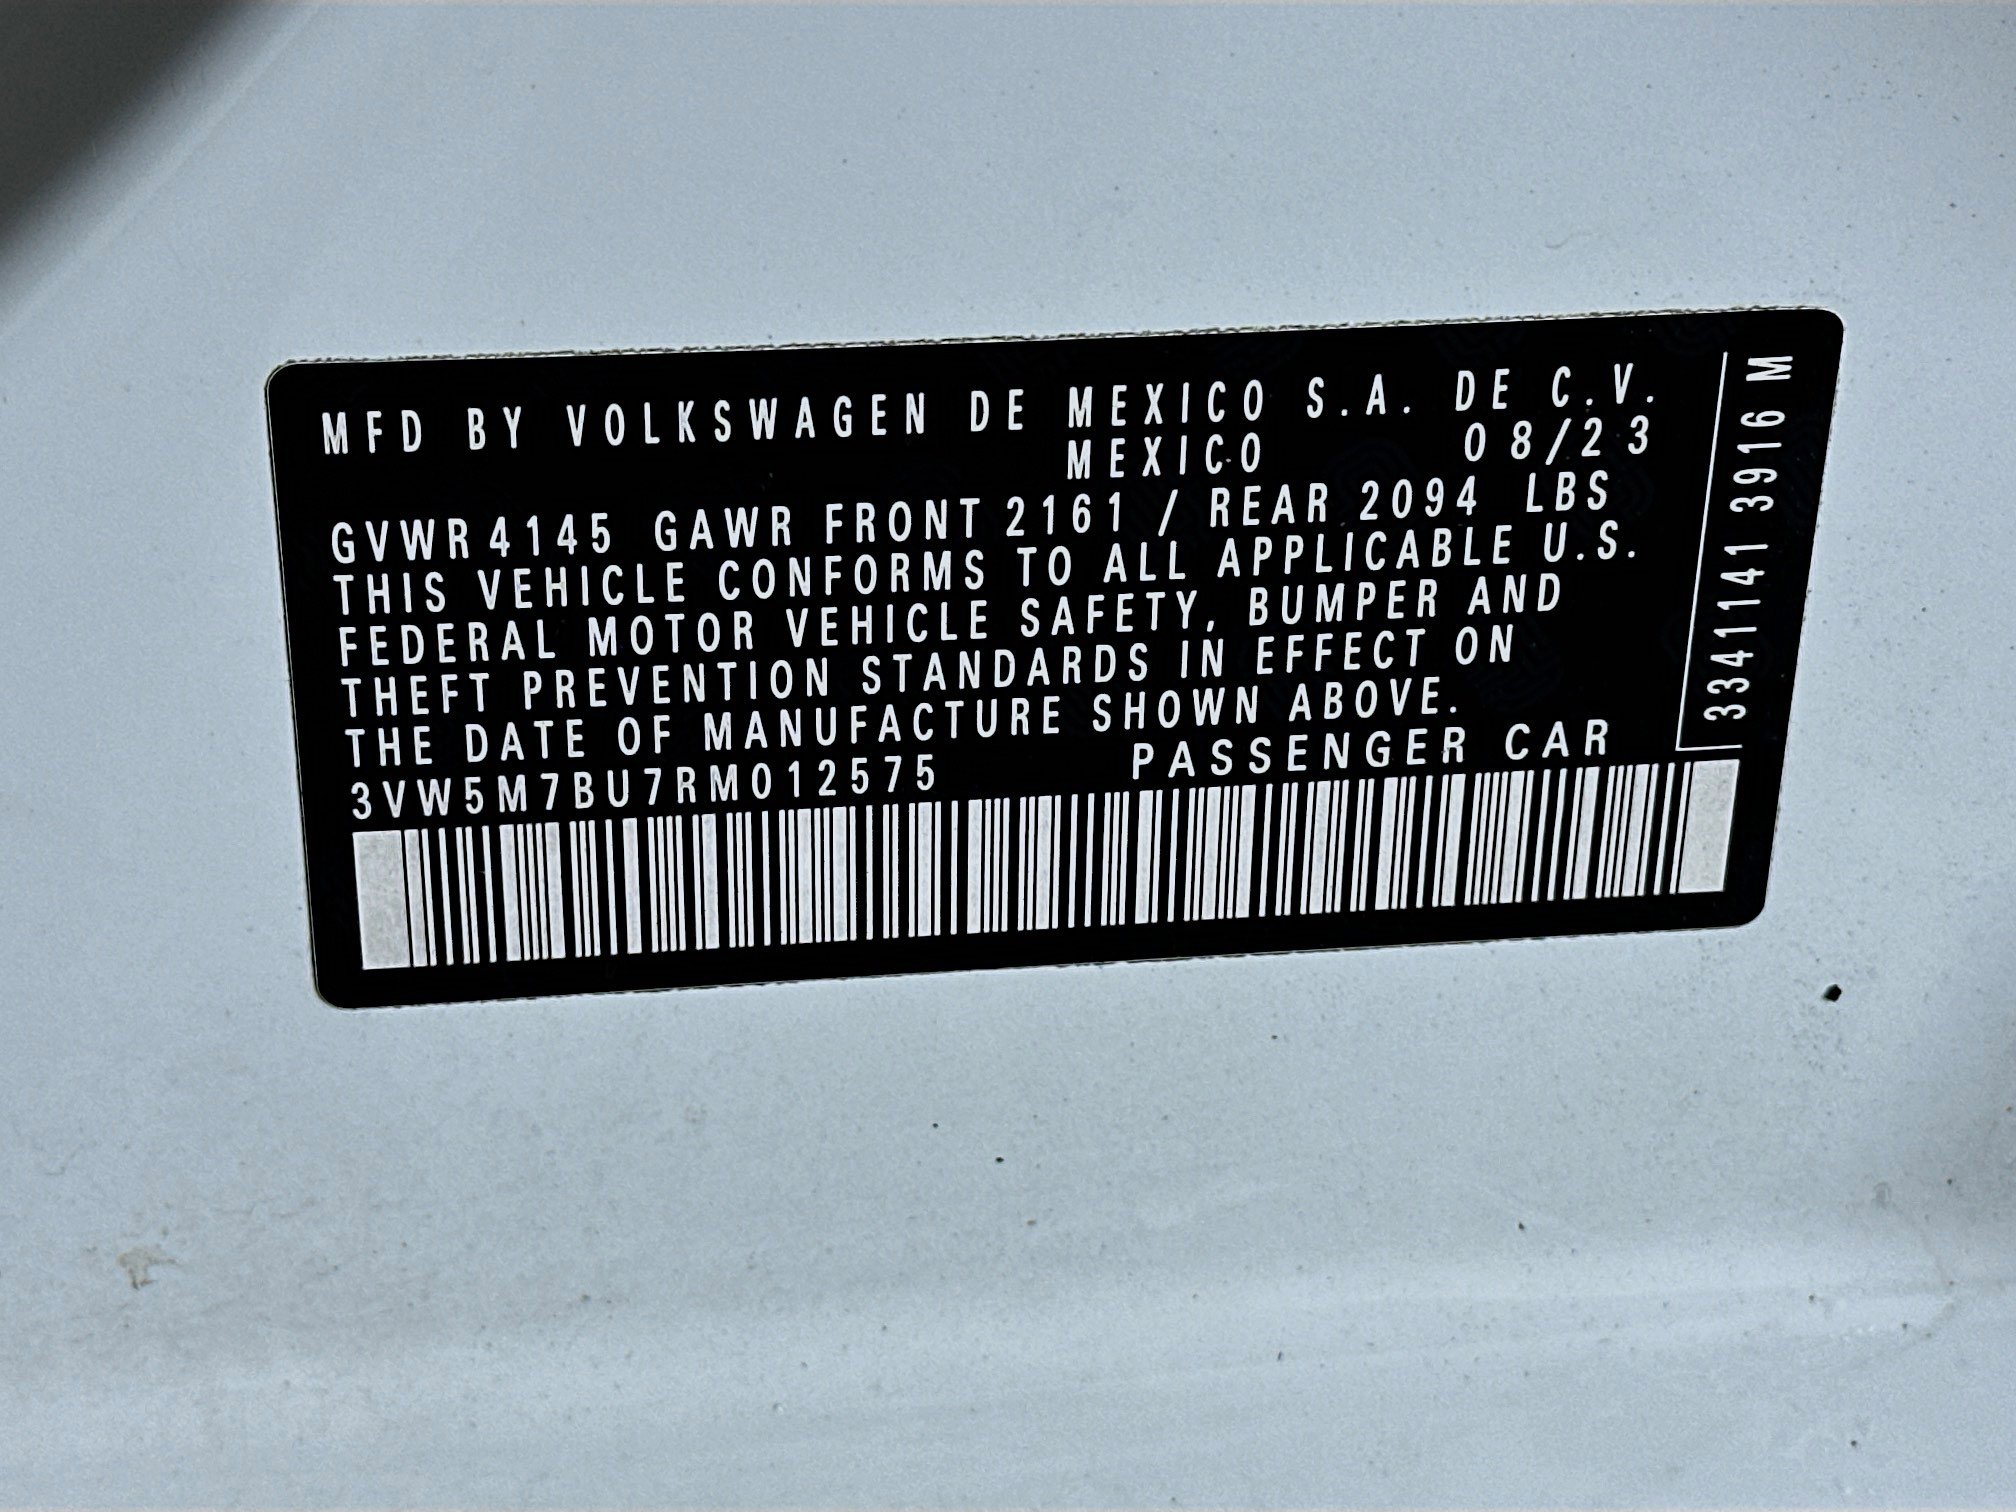 MFD BY VOLKSWAGEN DE MEXICO S.A. DE C.V.
MEXICO 08/23
GVWR 4145 GAWR FRONT 2161 / REAR 2094 LBS
THIS VEHICLE CONFORMS TO ALL APPLICABLE U.S.
FEDERAL MOTOR VEHICLE SAFETY, BUMPER AND
THEFT PREVENTION STANDARDS IN EFFECT ON
THE DATE OF MANUFACTURE SHOWN ABOVE.
3VW5M7BU7RM012575 PASSENGER CAR
3341141 3916 M